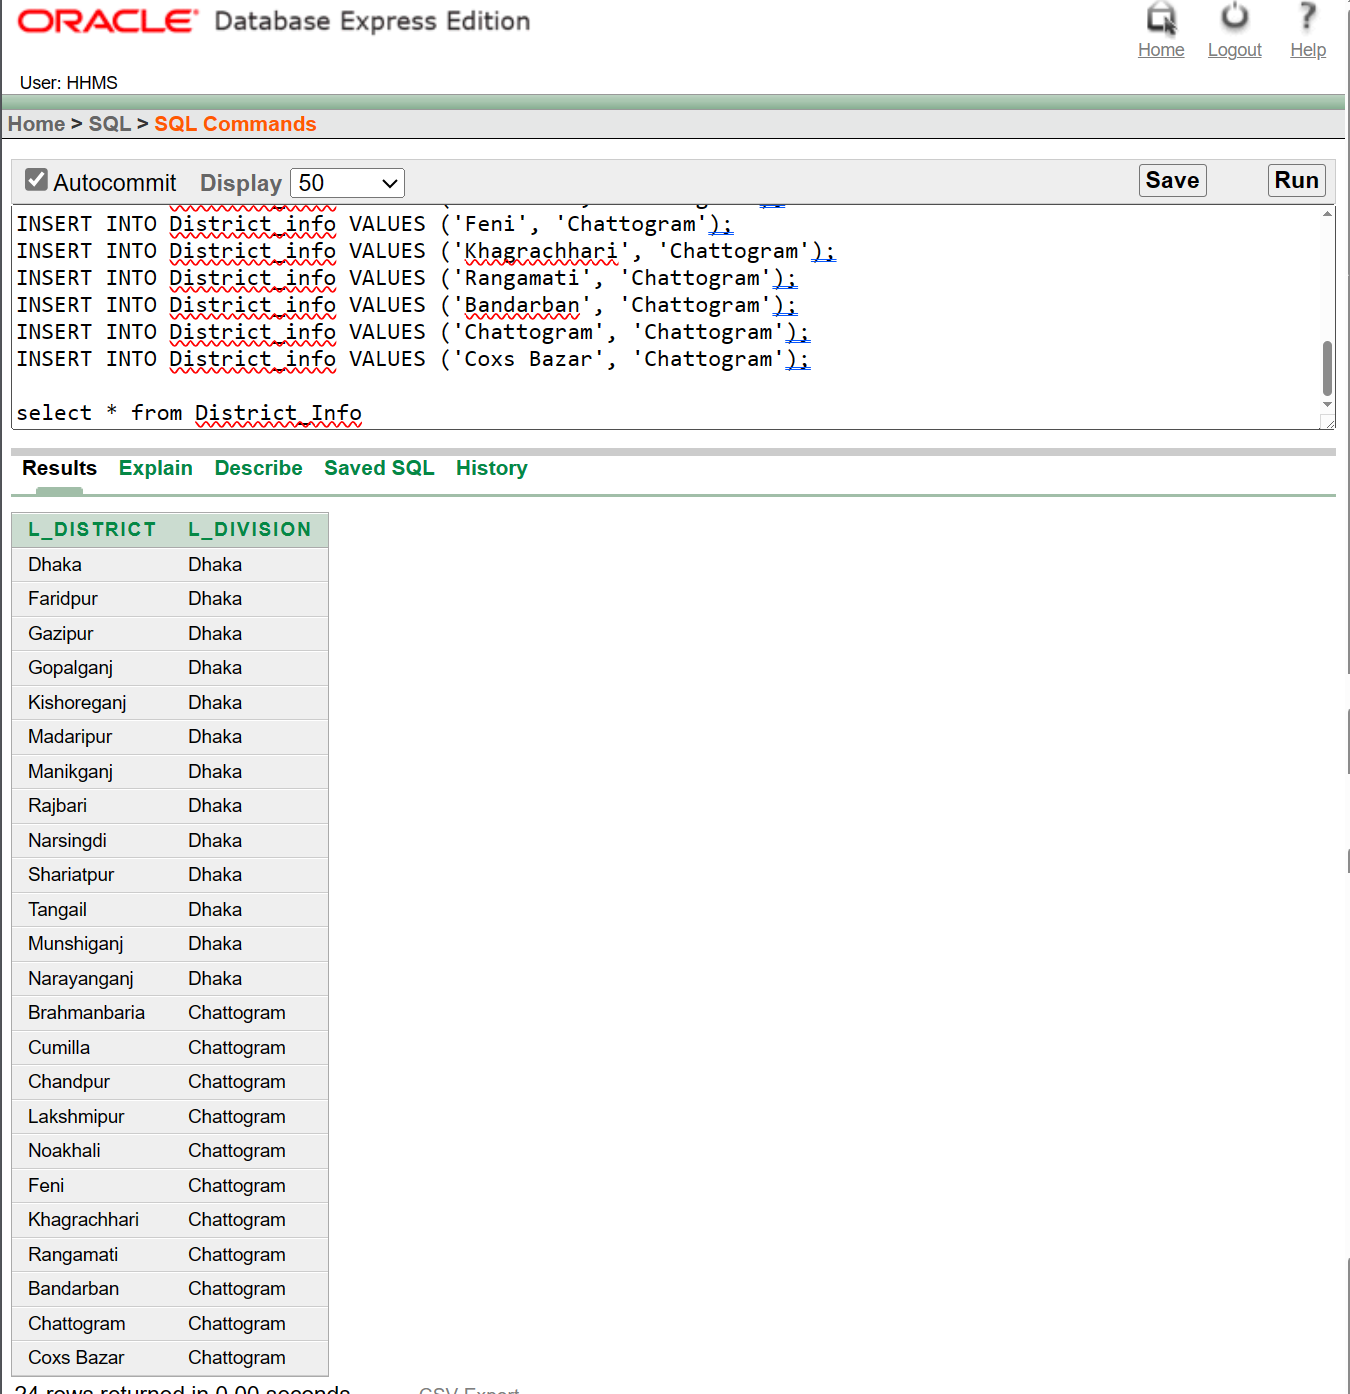 ORACLE Database Express Edition
Home Logout Help
User: HHMS
Home > SQL > SQL Commands
Autocommit Display 50 Save Run
INSERT INTO District_info VALUES ('Feni', 'Chattogram');
INSERT INTO District_info VALUES ('Khagrachhari', 'Chattogram');
INSERT INTO District_info VALUES ('Rangamati', 'Chattogram');
INSERT INTO District_info VALUES ('Bandarban', 'Chattogram');
INSERT INTO District_info VALUES ('Chattogram', 'Chattogram');
INSERT INTO District_info VALUES ('Coxs Bazar', 'Chattogram');
select * from District_Info
Results Explain Describe Saved SQL History
L_DISTRICT L_DIVISION
Dhaka Dhaka
Faridpur Dhaka
Gazipur Dhaka
Gopalganj Dhaka
Kishoreganj Dhaka
Madaripur Dhaka
Manikganj Dhaka
Rajbari Dhaka
Narsingdi Dhaka
Shariatpur Dhaka
Tangail Dhaka
Munshiganj Dhaka
Narayanganj Dhaka
Brahmanbaria Chattogram
Cumilla Chattogram
Chandpur Chattogram
Lakshmipur Chattogram
Noakhali Chattogram
Feni Chattogram
Khagrachhari Chattogram
Rangamati Chattogram
Bandarban Chattogram
Chattogram Chattogram
Coxs Bazar Chattogram
24 rows returned in 0.00 seconds CSV Export